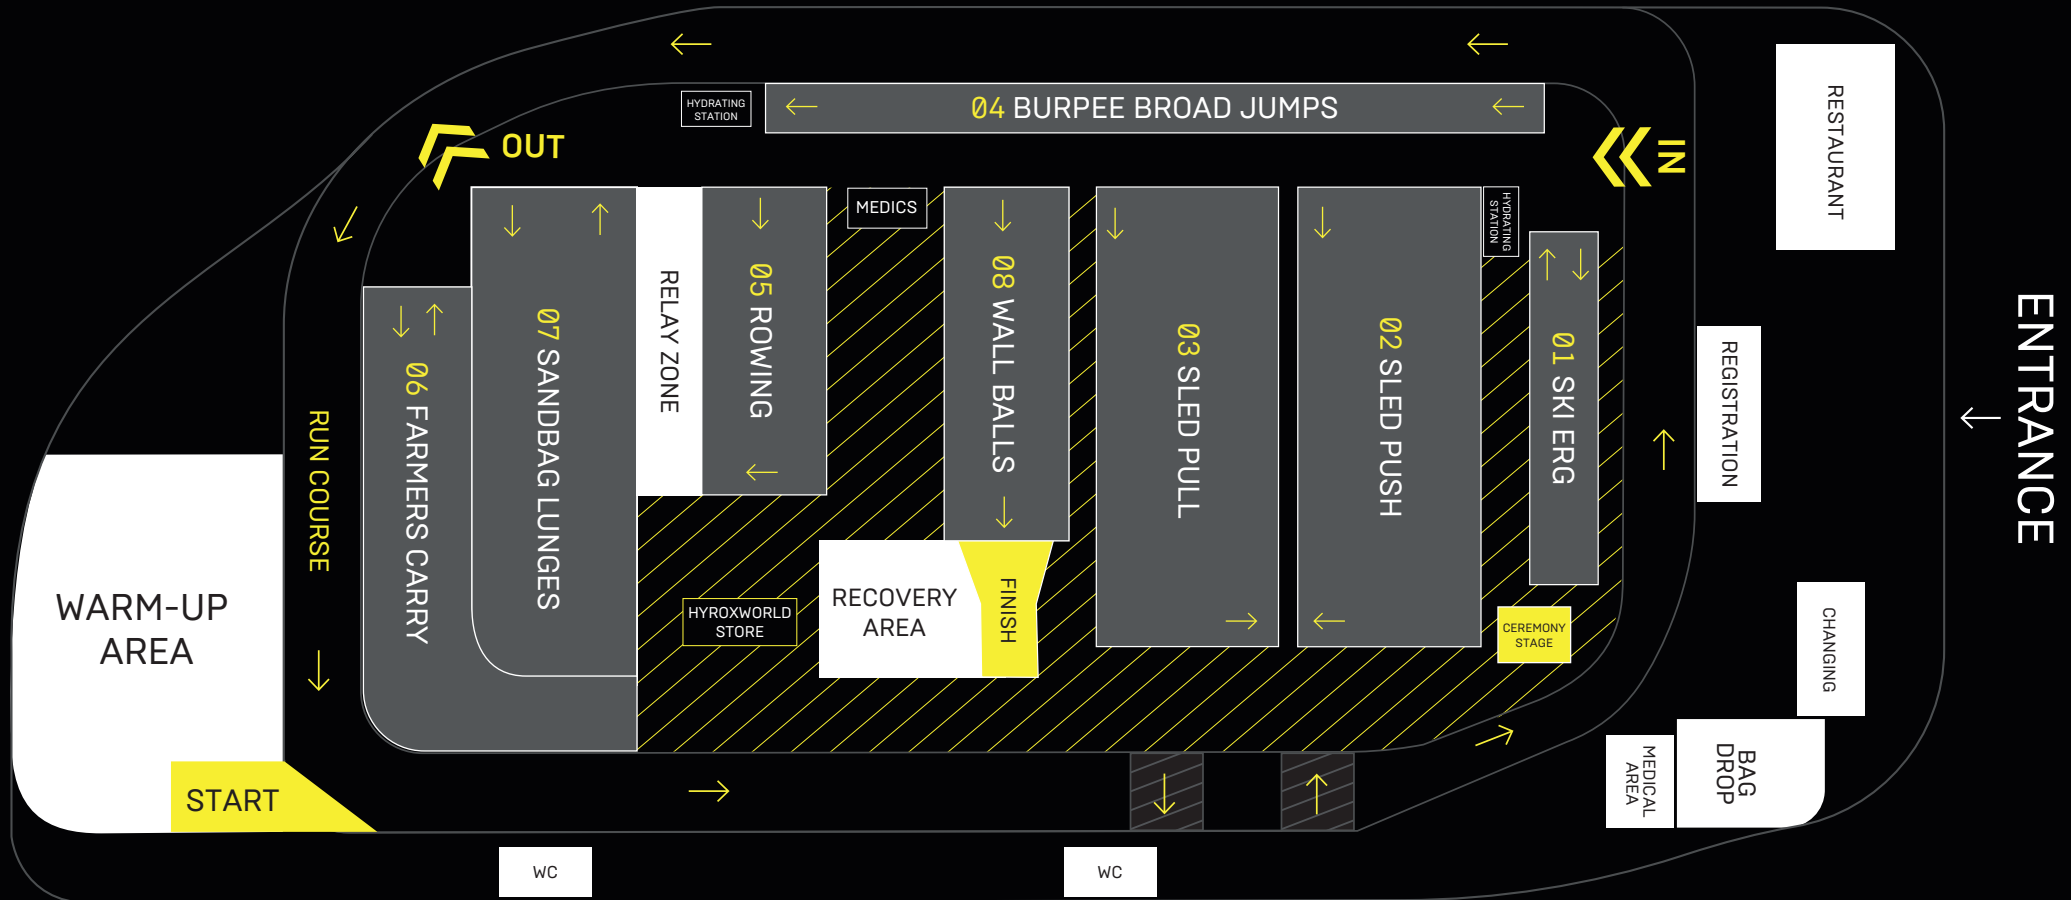 04 BURPEE BROAD JUMPS
HYDRATING
STATION
OUT
IN
RESTAURANT
MEDICS
HYDRATING
STATION
RELAY ZONE
05 ROWING
08 WALL BALLS
03 SLED PULL
02 SLED PUSH
01 SKI ERG
07 SANDBAG LUNGES
06 FARMERS CARRY
RUN COURSE
REGISTRATION
ENTRANCE
WARM-UP
AREA
HYROXWORLD
STORE
RECOVERY
AREA
FINISH
CEREMONY
STAGE
CHANGING
MEDICAL
AREA
BAG
DROP
START
WC
WC